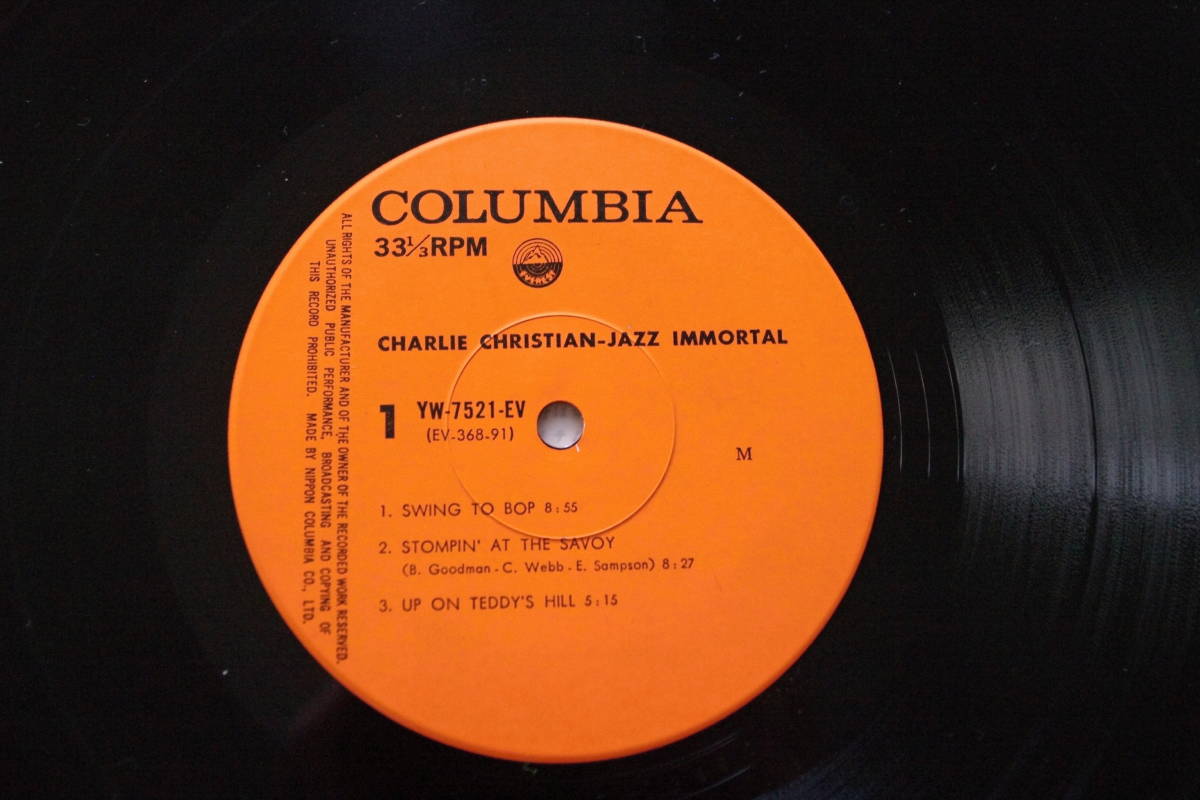 COLUMBIA
33⅓RPM
EVEREST
CHARLIE CHRISTIAN-JAZZ IMMORTAL
1
YW-7521-EV
(EV-368-91)
M
1. SWING TO BOP 8:55
2. STOMPIN' AT THE SAVOY
(B. Goodman - C. Webb - E. Sampson) 8:27
3. UP ON TEDDY'S HILL 5:15
ALL RIGHTS OF THE MANUFACTURER AND OF THE OWNER OF THE RECORDED WORK RESERVED.
UNAUTHORIZED PUBLIC PERFORMANCE, BROADCASTING AND COPYING OF
THIS RECORD PROHIBITED. MADE BY NIPPON COLUMBIA CO., LTD.